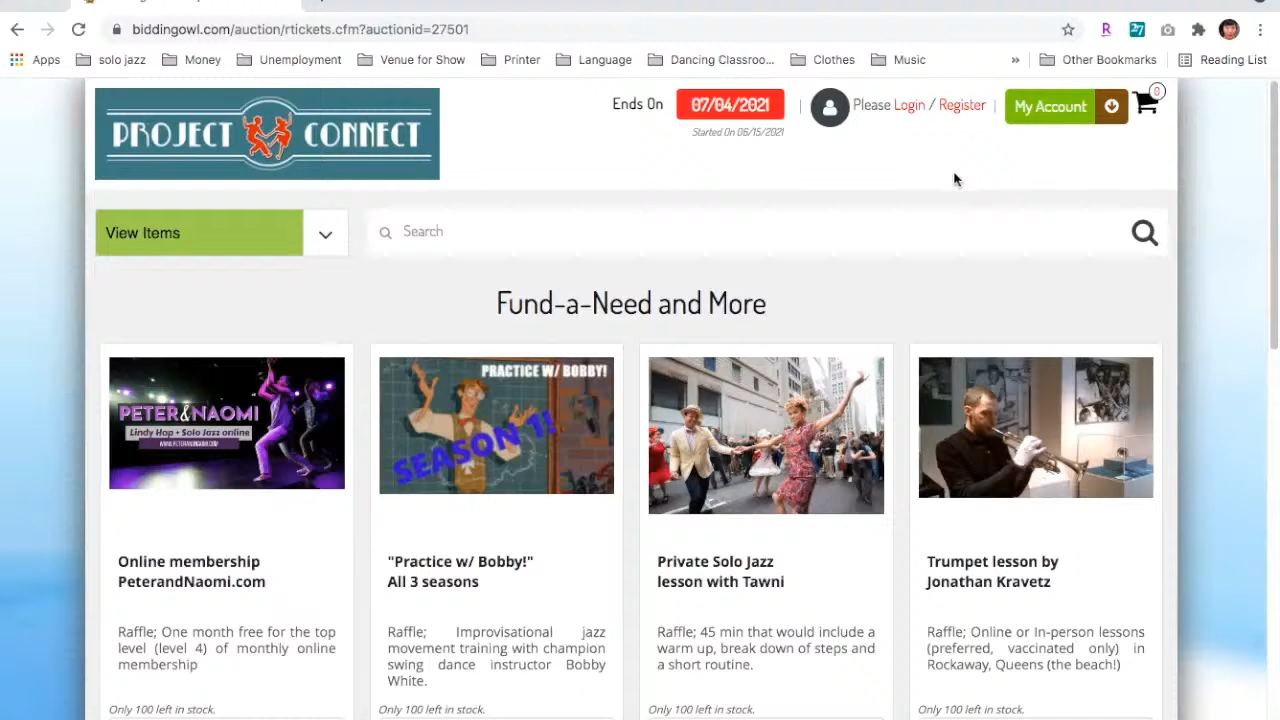 biddingowl.com/auction/rtickets.cfm?auctionid=27501
R
27
Apps
solo jazz
Money
Unemployment
Venue for Show
Printer
Language
Dancing Classroo...
Clothes
Music
»
Other Bookmarks
Reading List
PROJECT CONNECT
Ends On
07/04/2021
Started On 06/15/2021
|
Please Login / Register
|
My Account
0
View Items
Search
Fund-a-Need and More
PETER&NAOMI
Lindy Hop + Solo Jazz online
WWW.PETERANDNAOMI.COM
Online membership
PeterandNaomi.com
Raffle; One month free for the top
level (level 4) of monthly online
membership
Only 100 left in stock.
PRACTICE W/ BOBBY!
SEASON 1!
"Practice w/ Bobby!"
All 3 seasons
Raffle; Improvisational jazz
movement training with champion
swing dance instructor Bobby
White.
Only 100 left in stock.
Private Solo Jazz
lesson with Tawni
Raffle; 45 min that would include a
warm up, break down of steps and
a short routine.
Only 100 left in stock.
Trumpet lesson by
Jonathan Kravetz
Raffle; Online or In-person lessons
(preferred, vaccinated only) in
Rockaway, Queens (the beach!)
Only 100 left in stock.